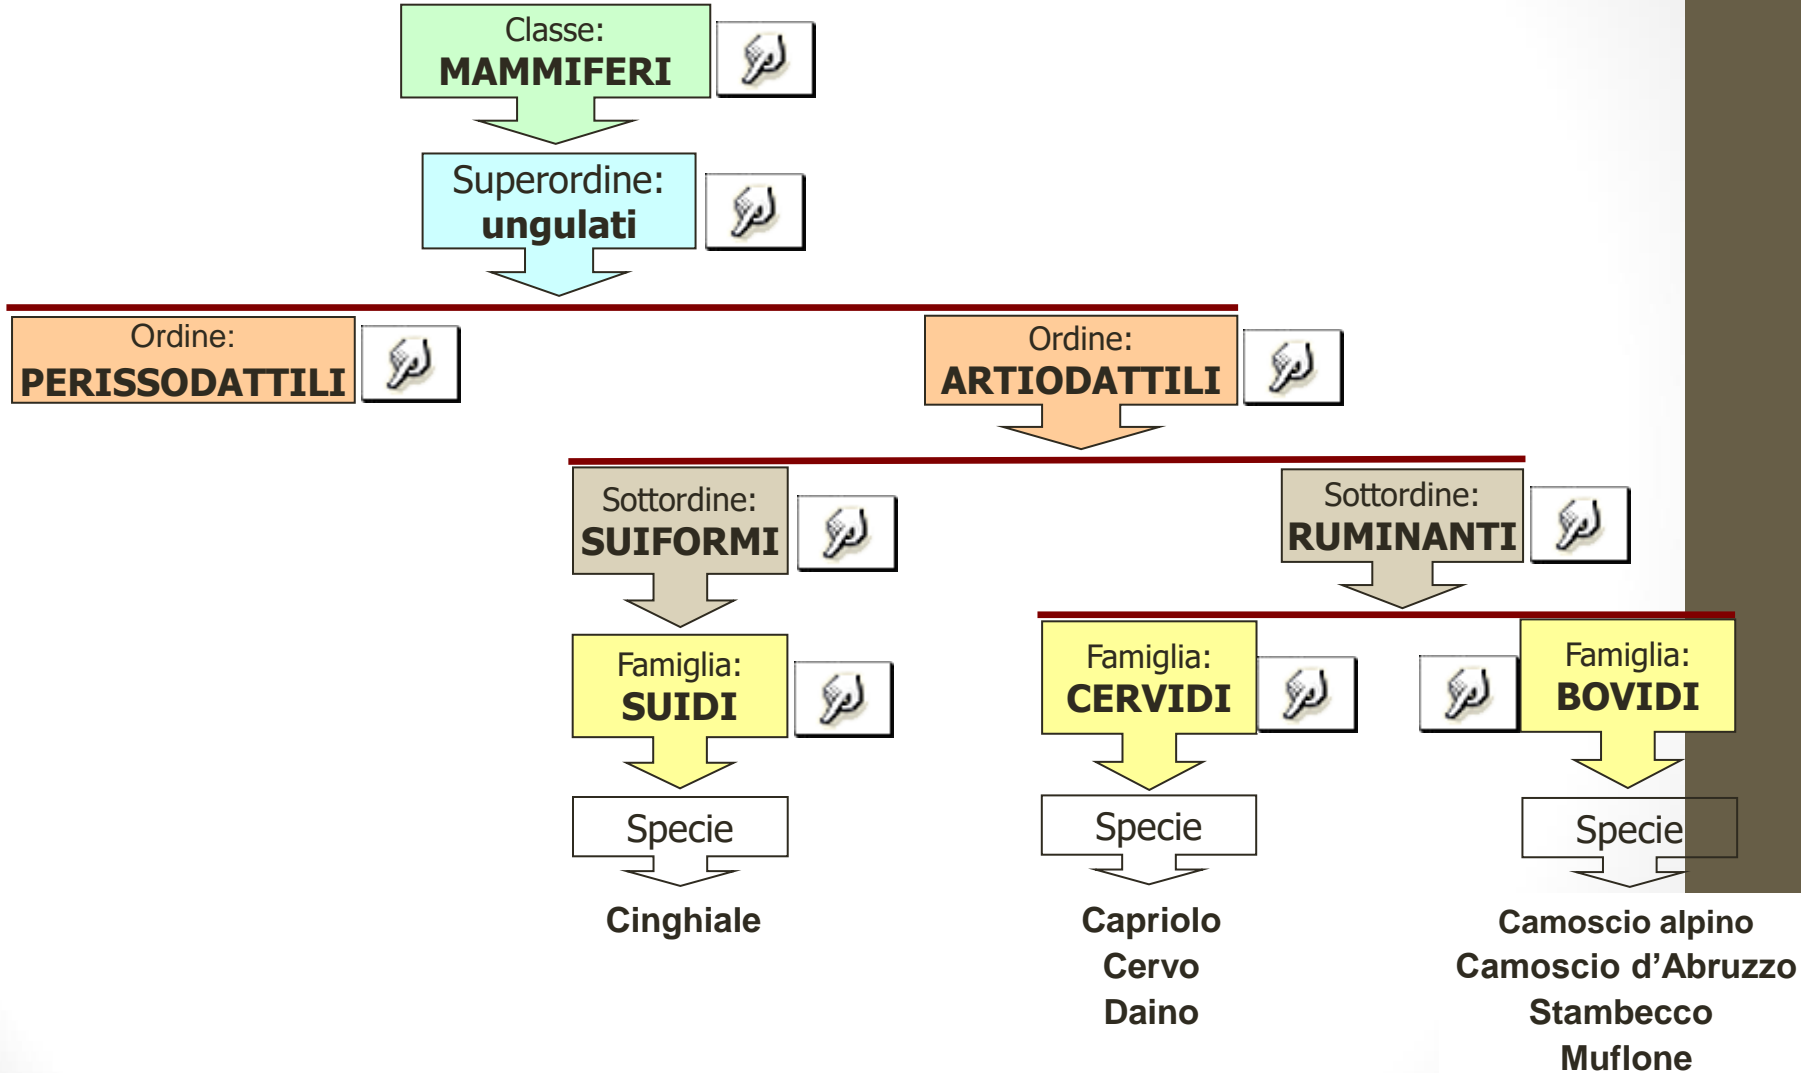 Classe:
MAMMIFERI
Superordine:
ungulati
Ordine:
PERISSODATTILI
Ordine:
ARTIODATTILI
Sottordine:
SUIFORMI
Sottordine:
RUMINANTI
Famiglia:
SUIDI
Famiglia:
CERVIDI
Famiglia:
BOVIDI
Specie
Specie
Specie
Cinghiale
Capriolo
Cervo
Daino
Camoscio alpino
Camoscio d’Abruzzo
Stambecco
Muflone